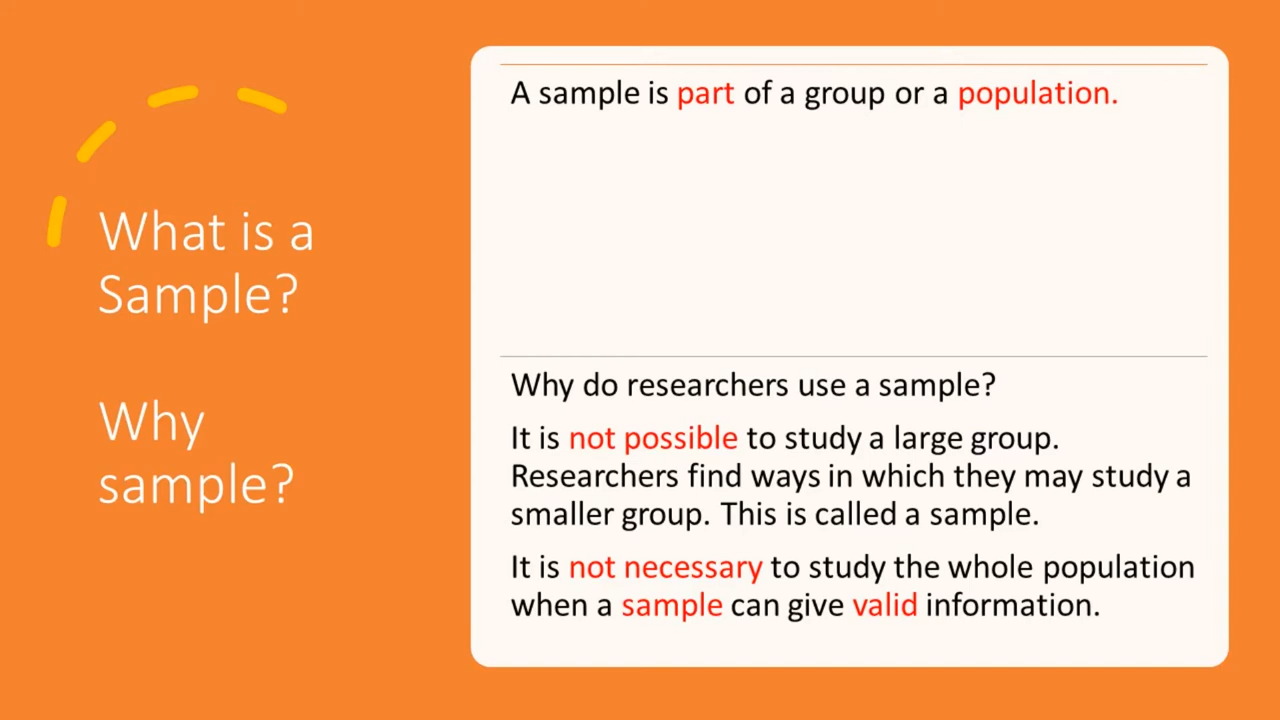 What is a
Sample?
Why
sample?
A sample is part of a group or a population.
Why do researchers use a sample?
It is not possible to study a large group.
Researchers find ways in which they may study a
smaller group. This is called a sample.
It is not necessary to study the whole population
when a sample can give valid information.